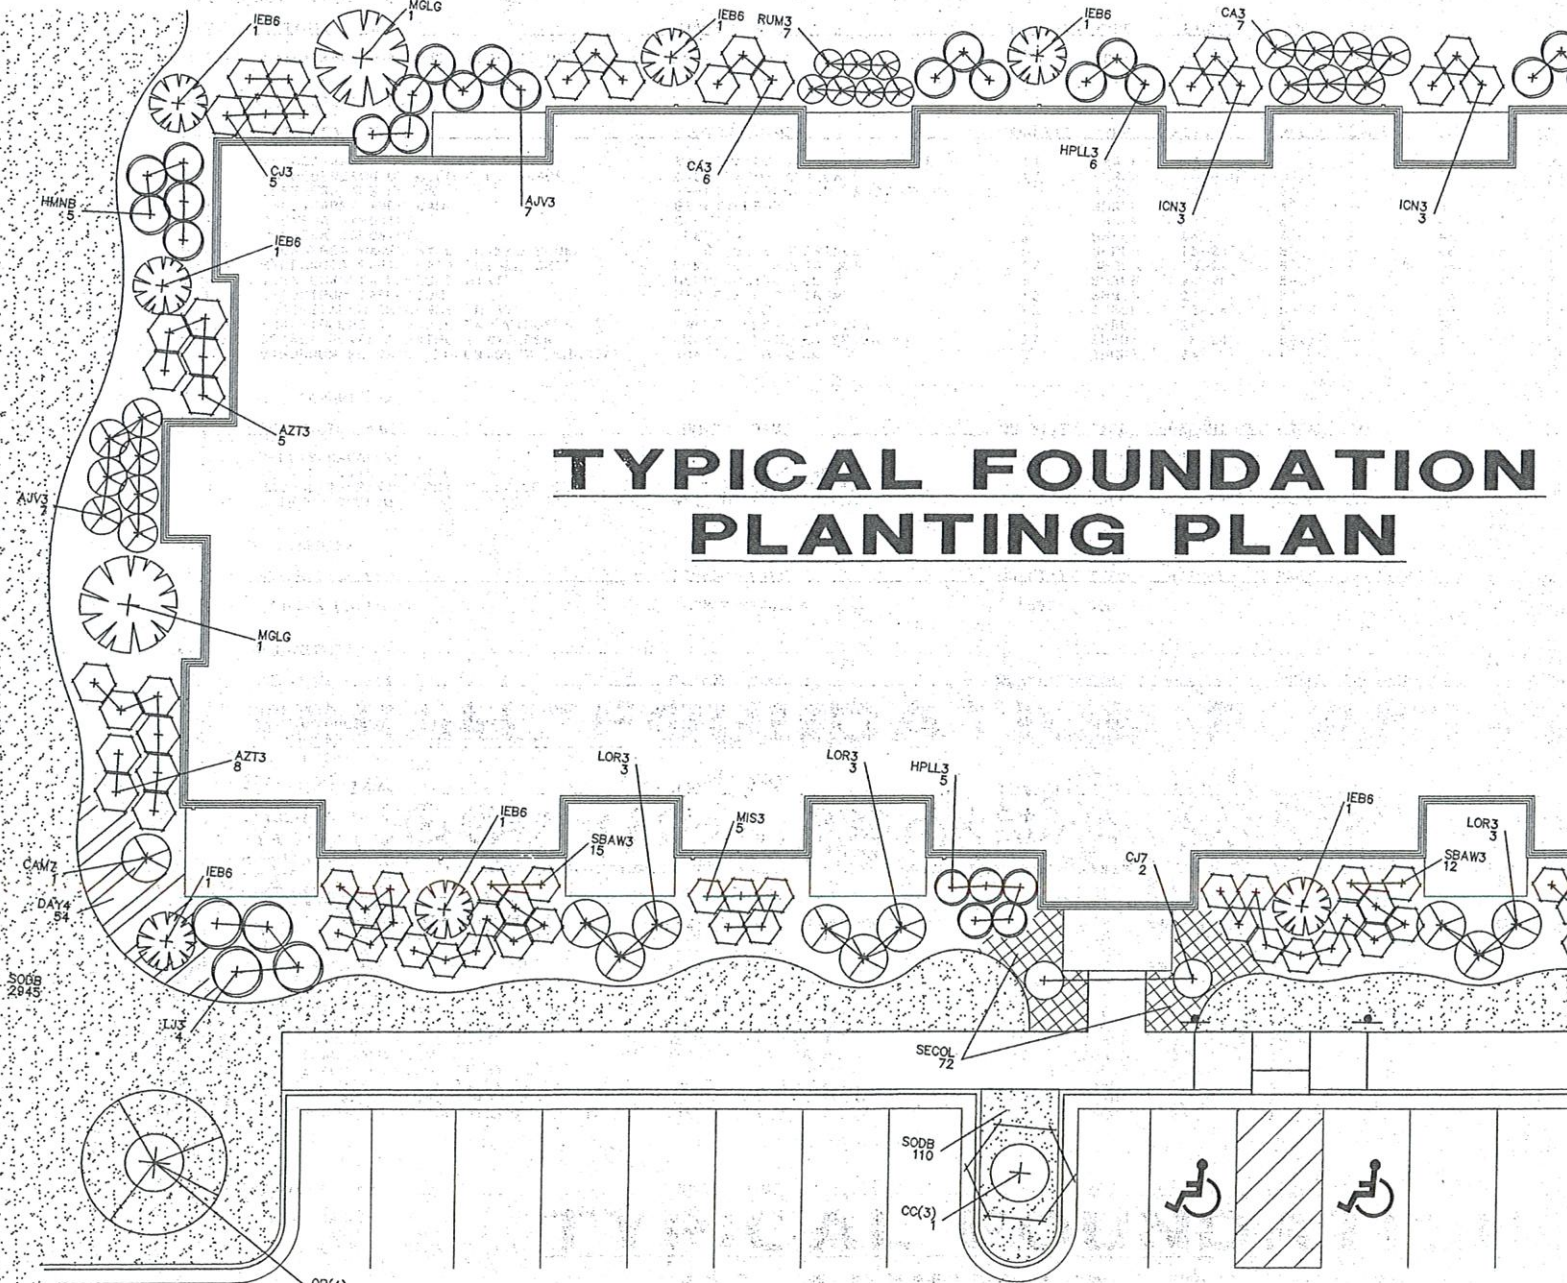 MGLG
1
IEB6
1
IEB6
1
RUM3
7
IEB6
1
CA3
7
CJ3
5
AJV3
7
CA3
6
HPLL3
6
ICN3
3
ICN3
3
HMNB
5
IEB6
1
AZT3
5
TYPICAL FOUNDATION
PLANTING PLAN
AJV3
MGLG
1
AZT3
8
LOR3
3
LOR3
3
HPLL3
5
IEB6
1
SBAW3
15
MIS3
5
IEB6
1
LOR3
3
SBAW3
12
CJ7
2
CAM7
1
IEB6
1
DAY4
54
SODB
2945
LJ3
4
SECOL
72
SODB
110
CC(3)
1